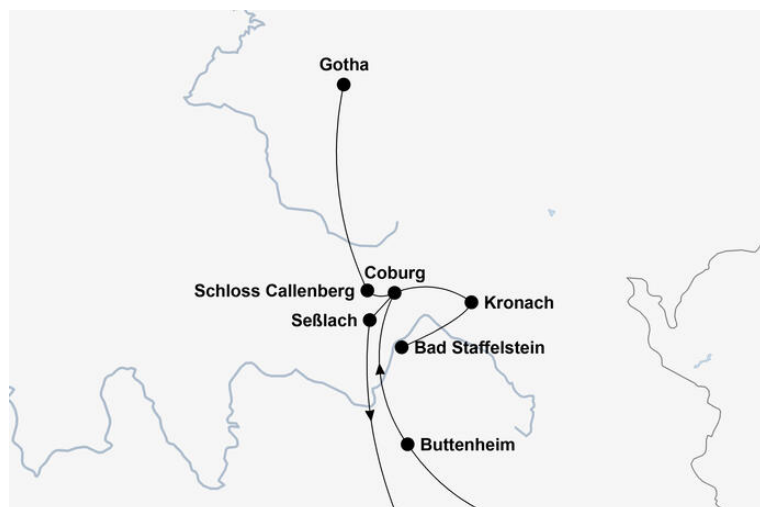 Gotha
Coburg
Schloss Callenberg
Kronach
Seßlach
Bad Staffelstein
Buttenheim